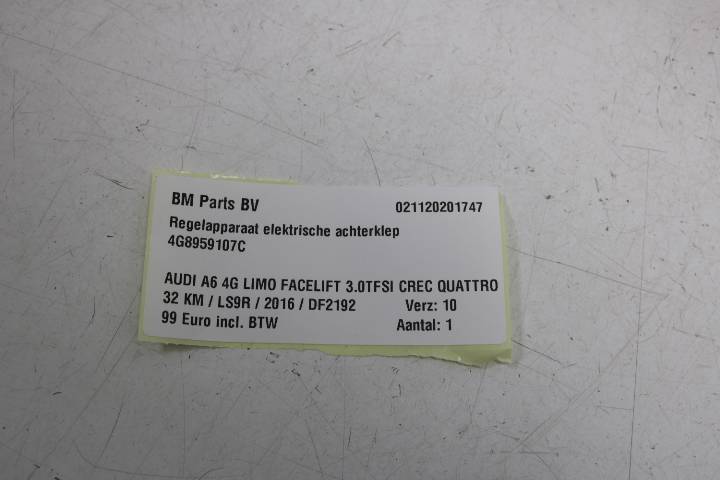 BM Parts BV 021120201747
Regelapparaat elektrische achterklep
4G8959107C
AUDI A6 4G LIMO FACELIFT 3.0TFSI CREC QUATTRO
32 KM / LS9R / 2016 / DF2192 Verz: 10
99 Euro incl. BTW Aantal: 1